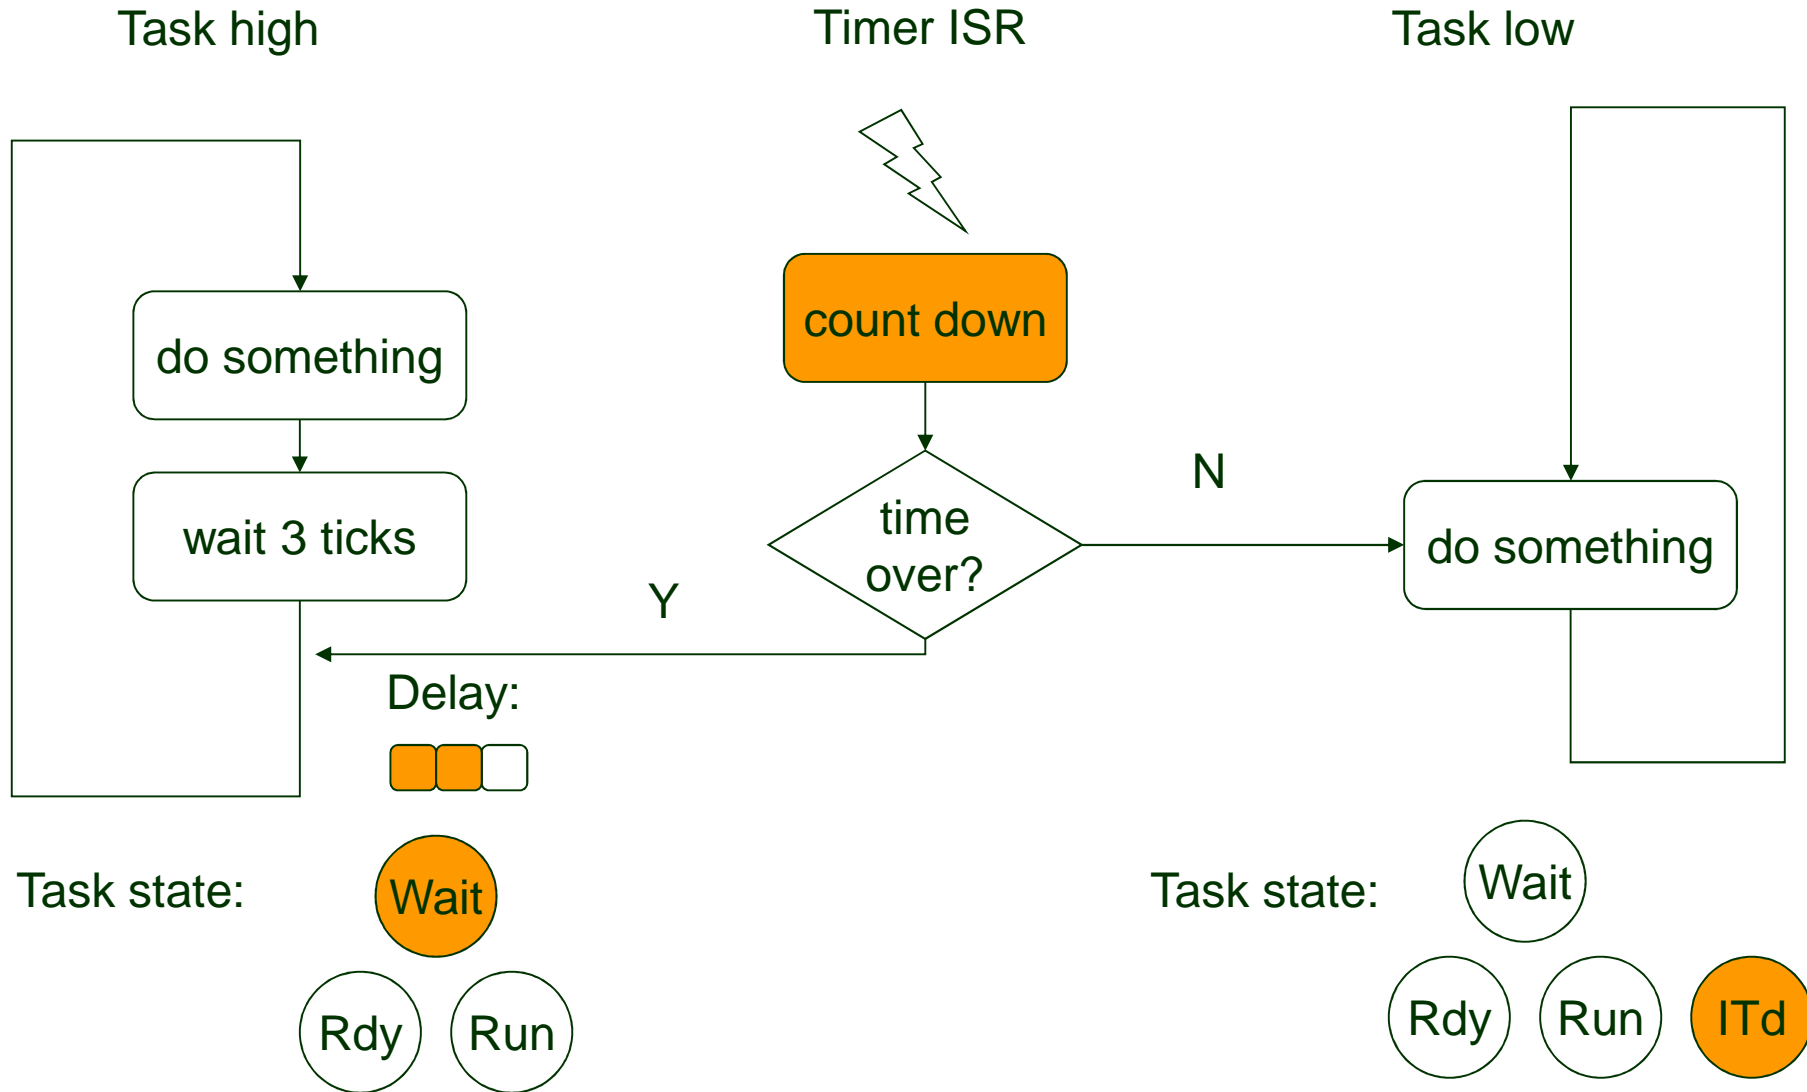 Task high
Timer ISR
Task low
do something
wait 3 ticks
count down
time
over?
N
Y
do something
Delay:
Task state:
Wait
Rdy
Run
Task state:
Wait
Rdy
Run
ITd